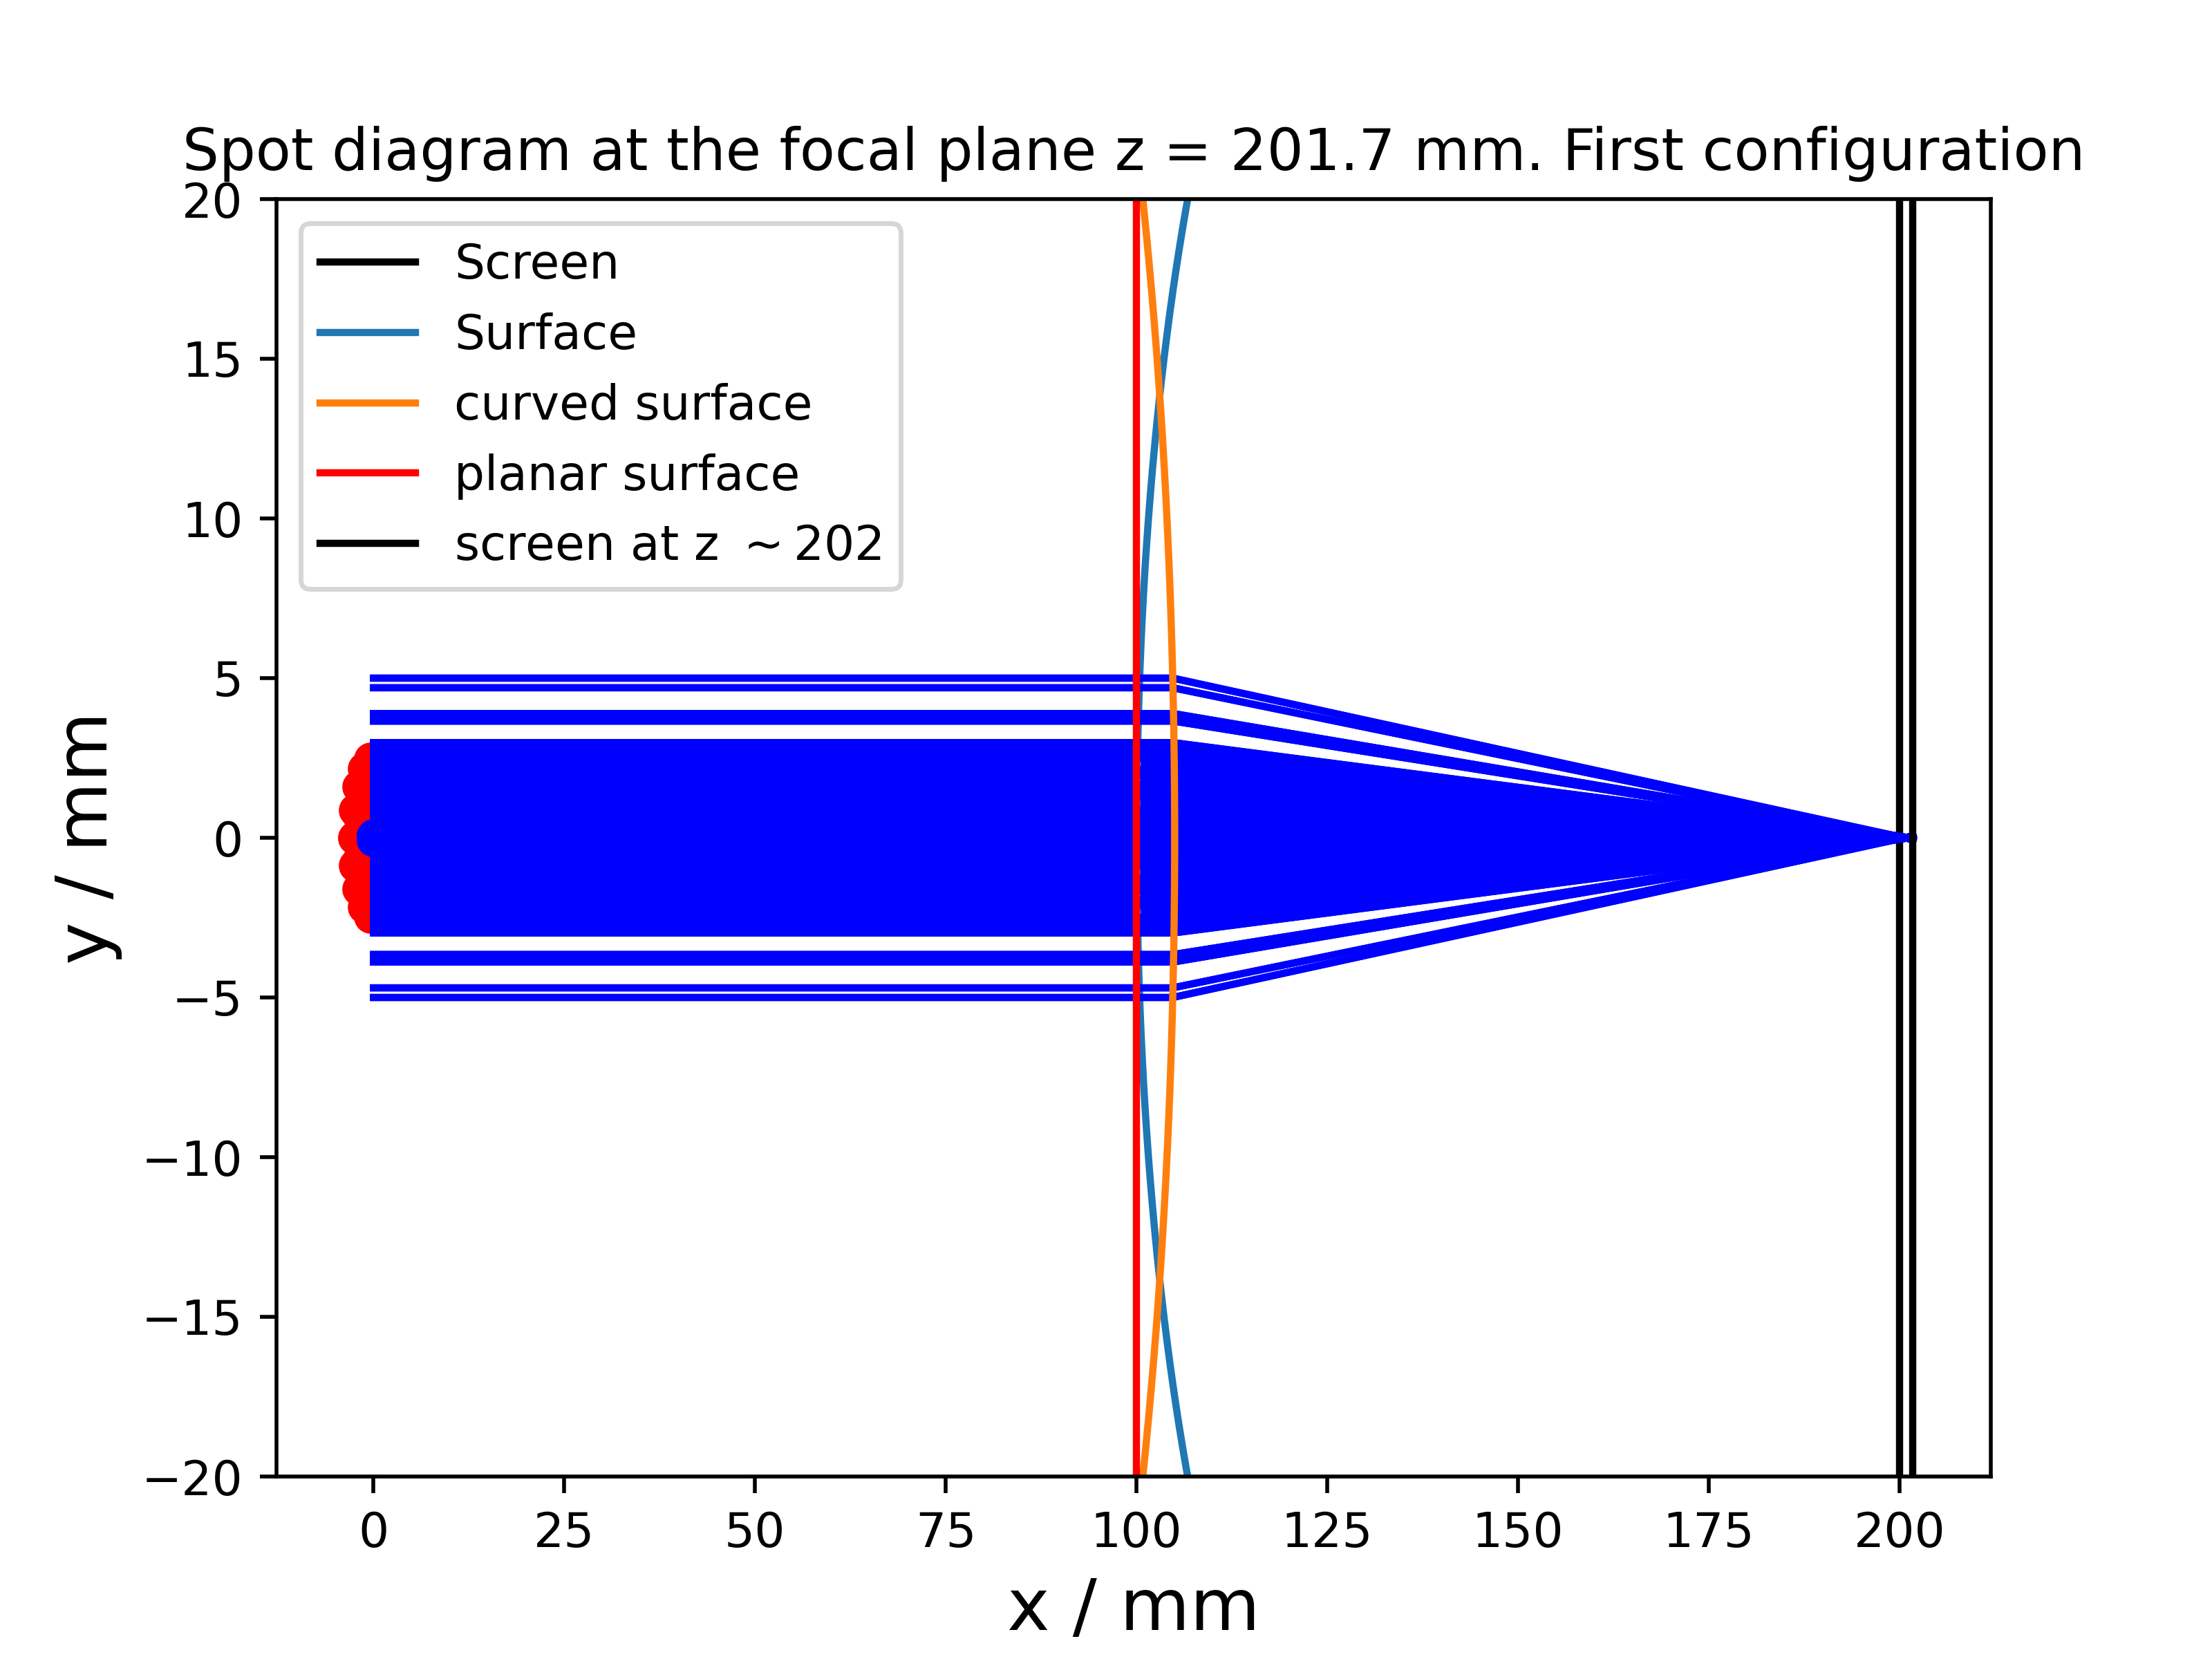 Spot diagram at the focal plane z = 201.7 mm. First configuration
20
15
10
5
0
−5
−10
−15
−20
y / mm
Screen
Surface
curved surface
planar surface
screen at z ~ 202
0 25 50 75 100 125 150 175 200
x / mm